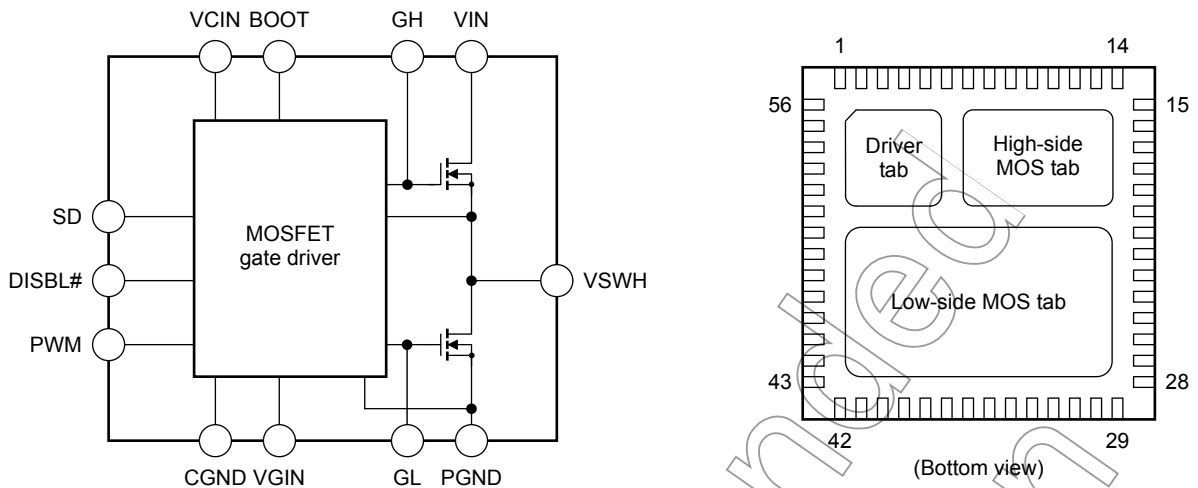 VCIN BOOT GH VIN
SD
DISBL#
PWM
MOSFET
gate driver
VSWH
CGND VGIN GL PGND
1 14
56 15
Driver
tab
High-side
MOS tab
Low-side MOS tab
43 28
42 29
(Bottom view)